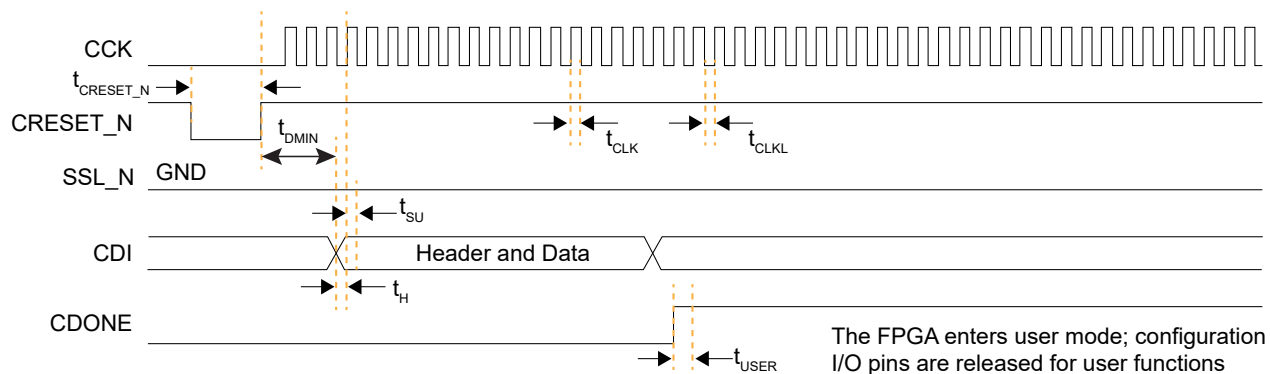 CCK
tCRESET_N
CRESET_N
tDMIN
tCLK
tCLKL
SSL_N
GND
tSU
CDI
Header and Data
tH
CDONE
tUSER
The FPGA enters user mode; configuration
I/O pins are released for user functions